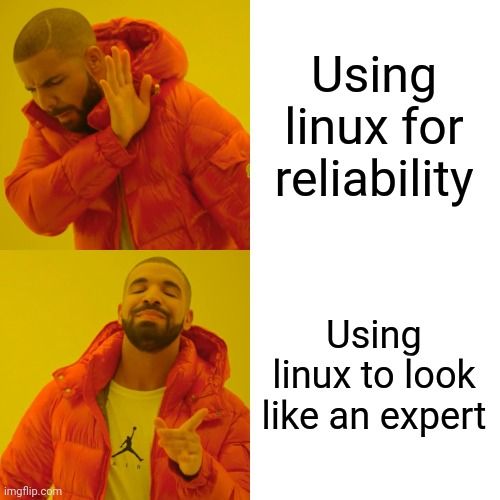 Using
linux for
reliability
Using
linux to look
like an expert
imgflip.com